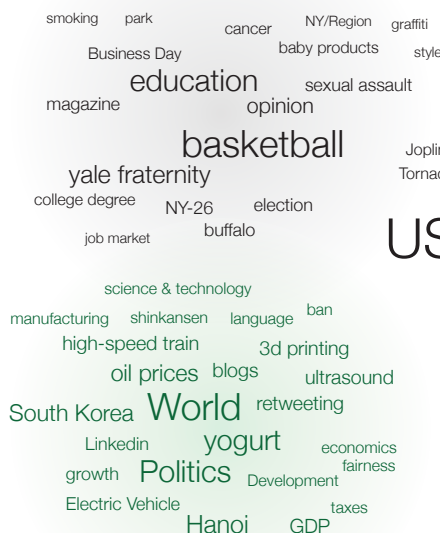 smoking park cancer NY/Region graffiti
Business Day baby products style
education sexual assault
magazine opinion
basketball
yale fraternity
college degree NY-26 election
job market buffalo
science & technology
manufacturing shinkansen language ban
high-speed train 3d printing
oil prices blogs ultrasound
South Korea World retweeting
Linkedin yogurt economics
growth Politics Development fairness
Electric Vehicle taxes
Hanoi GDP